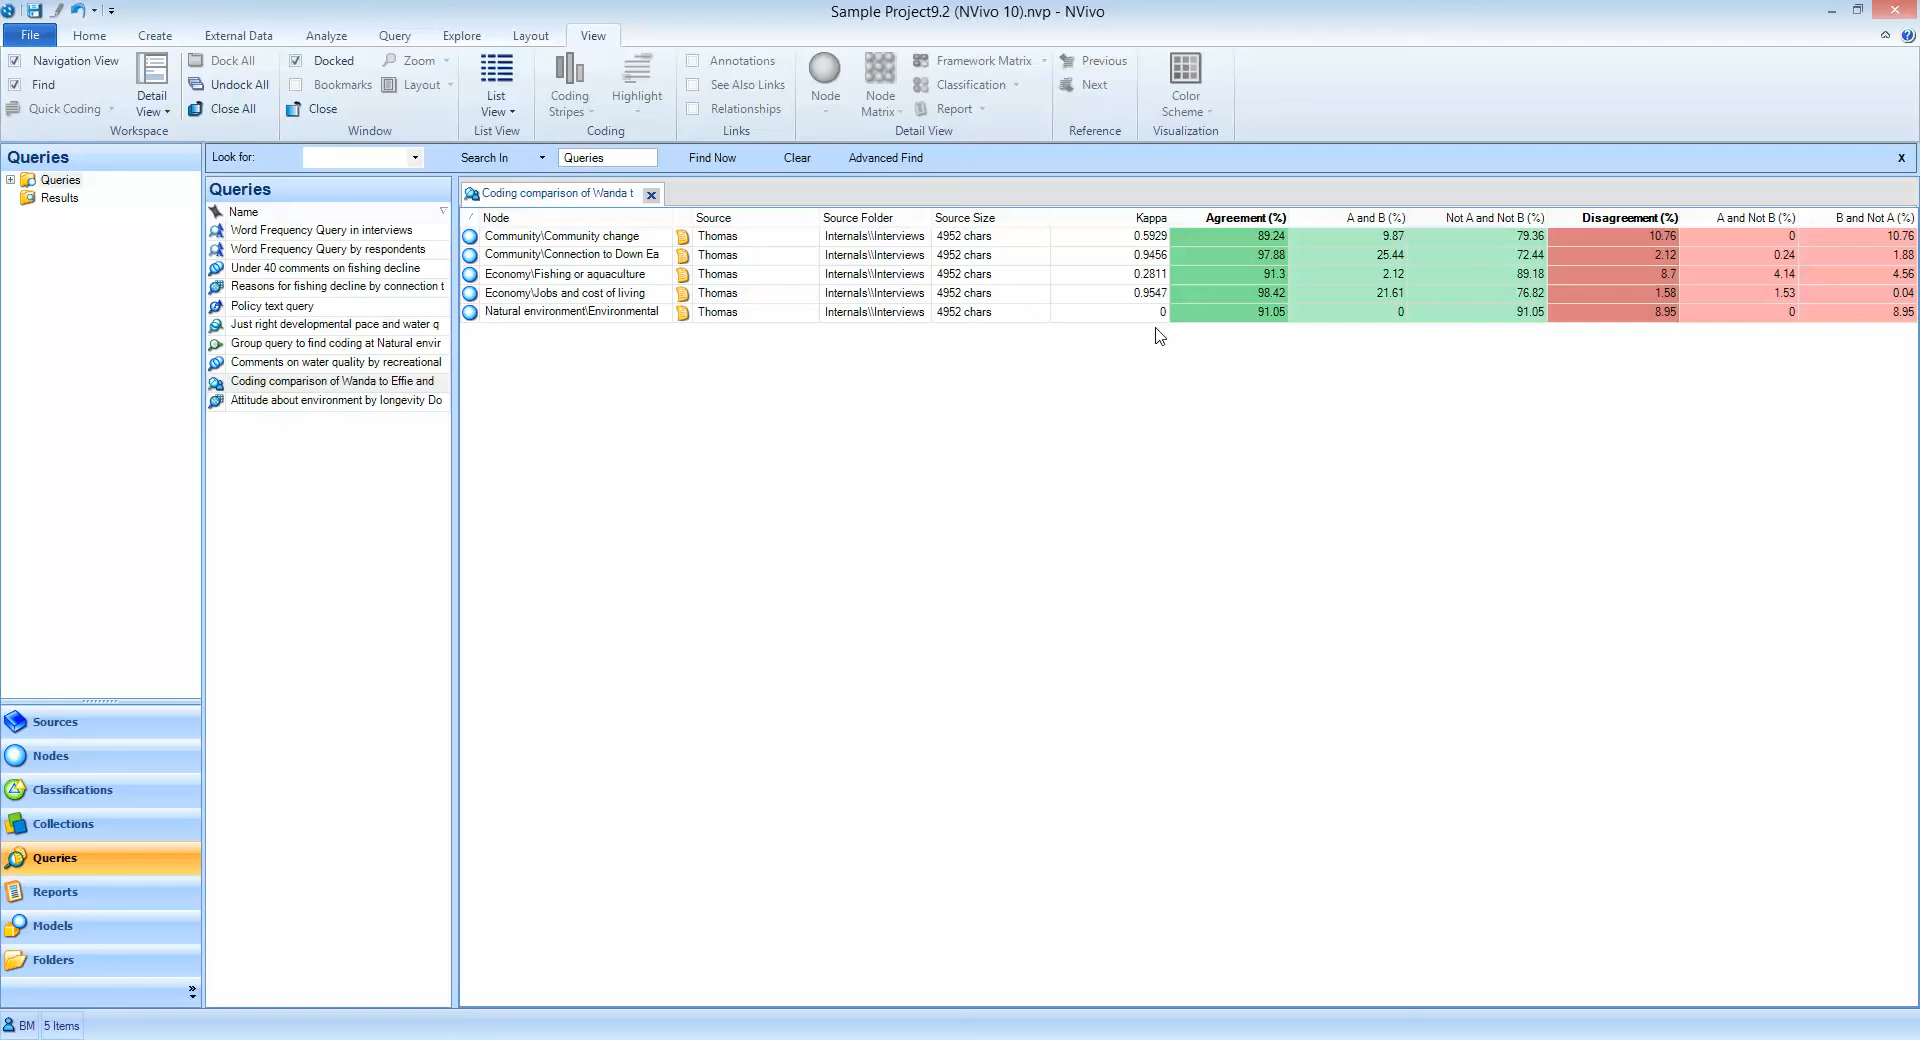 Sample Project9.2 (NVivo 10).nvp - NVivo
File Home Create External Data Analyze Query Explore Layout View
Navigation View
Find
Quick Coding
Detail View
Dock All
Undock All
Close All
Workspace
Docked
Bookmarks
Close
Zoom
Layout
Window
List View
List View
Coding Stripes
Highlight
Coding
Annotations
See Also Links
Relationships
Links
Node
Node Matrix
Framework Matrix
Classification
Report
Detail View
Previous
Next
Reference
Color Scheme
Visualization
Queries
Queries
Results
Look for: Search In Queries Find Now Clear Advanced Find x
Queries
Name
Word Frequency Query in interviews
Word Frequency Query by respondents
Under 40 comments on fishing decline
Reasons for fishing decline by connection t
Policy text query
Just right developmental pace and water q
Group query to find coding at Natural envir
Comments on water quality by recreational
Coding comparison of Wanda to Effie and
Attitude about environment by longevity Do
Coding comparison of Wanda t
Node Source Source Folder Source Size Kappa Agreement (%) A and B (%) Not A and Not B (%) Disagreement (%) A and Not B (%) B and Not A (%)
Community\Community change Thomas Internals\\Interviews 4952 chars 0.5929 89.24 9.87 79.36 10.76 0 10.76
Community\Connection to Down Ea Thomas Internals\\Interviews 4952 chars 0.9456 97.88 25.44 72.44 2.12 0.24 1.88
Economy\Fishing or aquaculture Thomas Internals\\Interviews 4952 chars 0.2811 91.3 2.12 89.18 8.7 4.14 4.56
Economy\Jobs and cost of living Thomas Internals\\Interviews 4952 chars 0.9547 98.42 21.61 76.82 1.58 1.53 0.04
Natural environment\Environmental Thomas Internals\\Interviews 4952 chars 0 91.05 0 91.05 8.95 0 8.95
Sources
Nodes
Classifications
Collections
Queries
Reports
Models
Folders
BM 5 Items